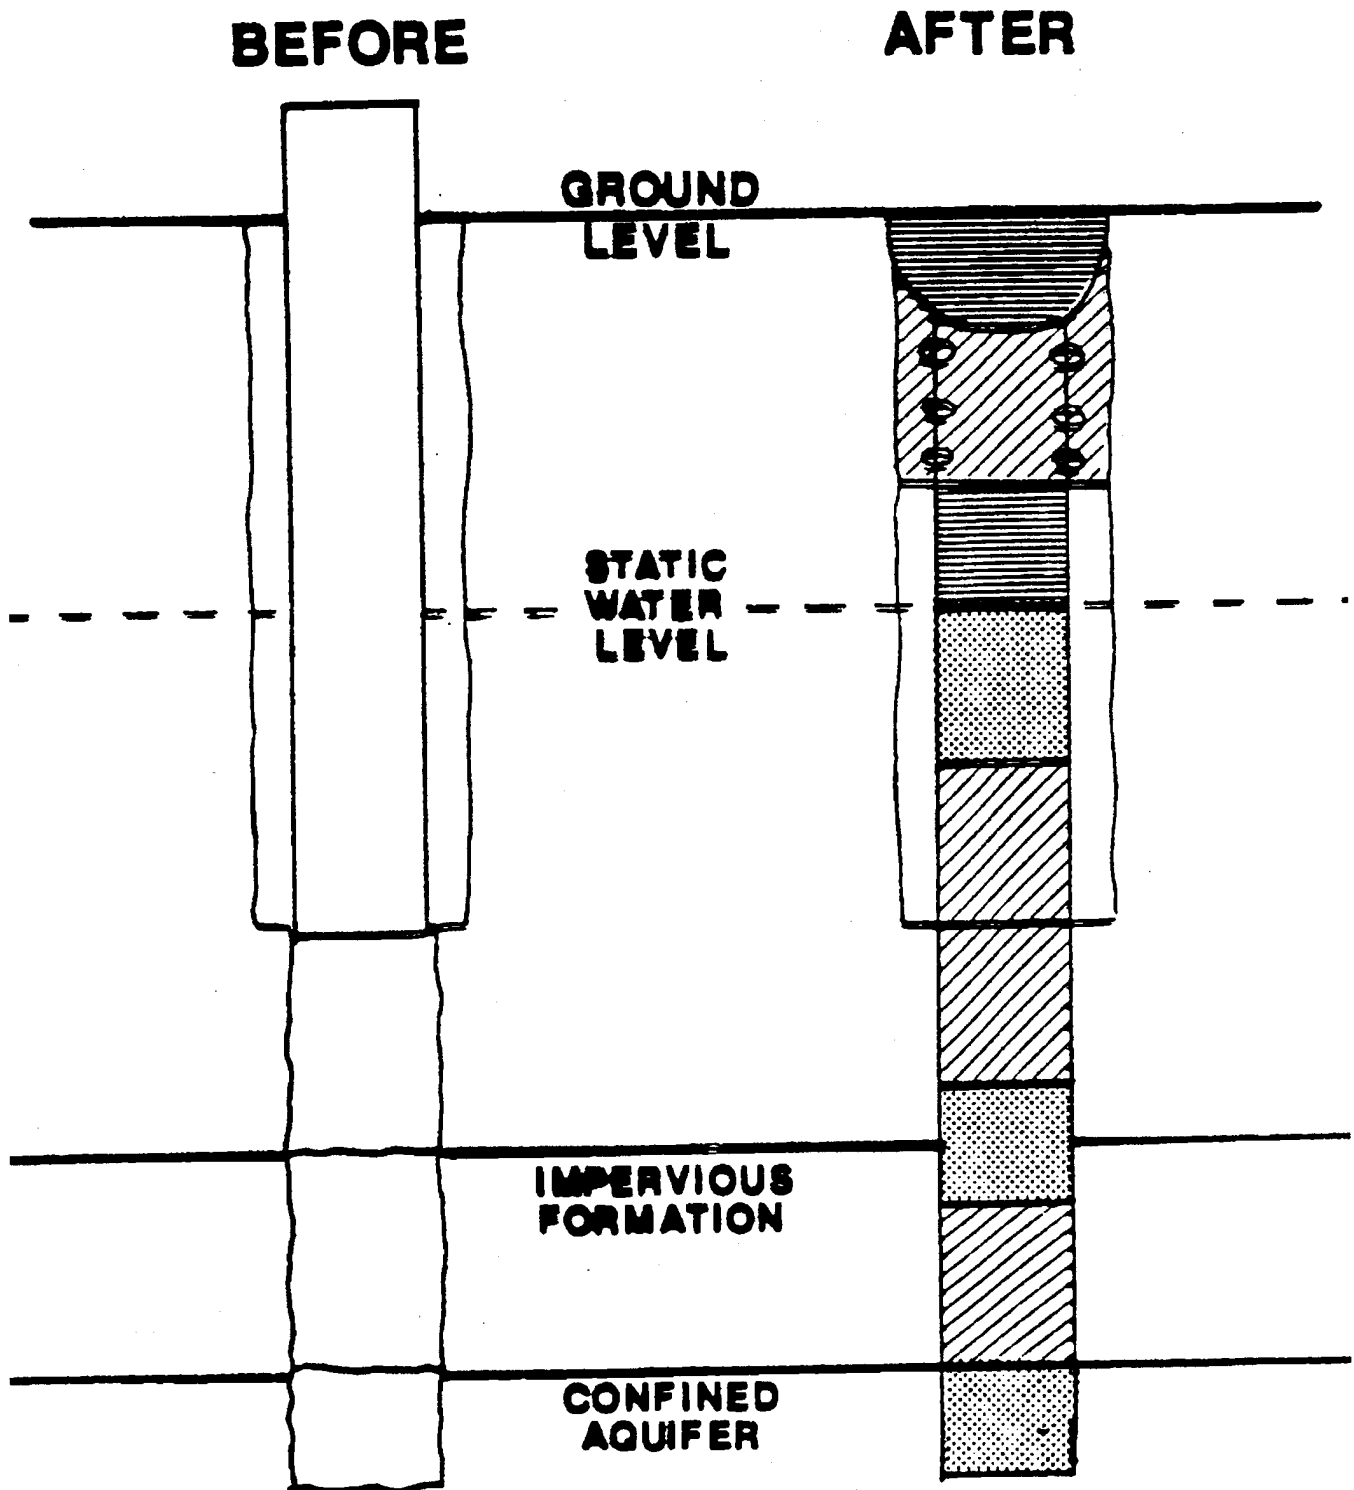 BEFORE
AFTER
GROUND
LEVEL
STATIC
WATER
LEVEL
IMPERVIOUS
FORMATION
CONFINED
AQUIFER